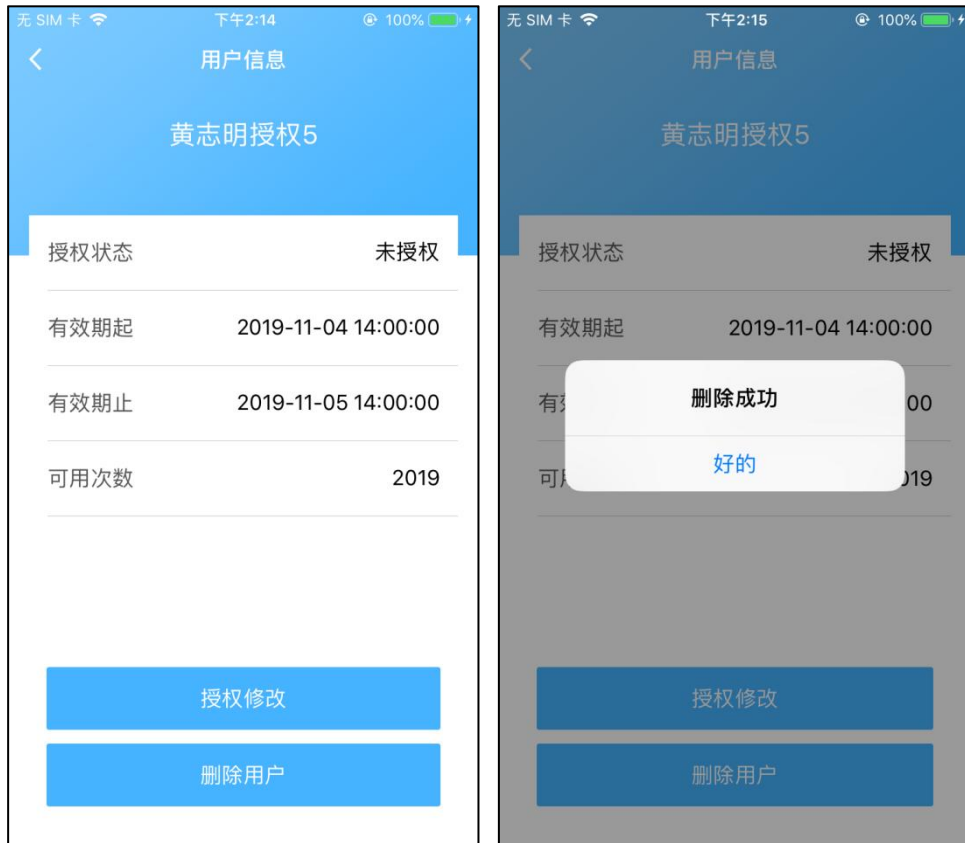 无 SIM 卡 下午2:14 100%
用户信息
黄志明授权5
授权状态 未授权
有效期起 2019-11-04 14:00:00
有效期止 2019-11-05 14:00:00
可用次数 2019
授权修改
删除用户
无 SIM 卡 下午2:15 100%
用户信息
黄志明授权5
授权状态 未授权
有效期起 2019-11-04 14:00:00
删除成功
有 00
好的
可 019
授权修改
删除用户